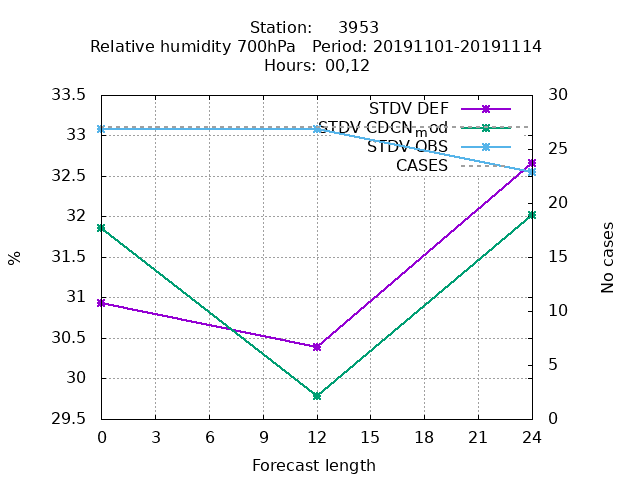 Station: 3953
Relative humidity 700hPa Period: 20191101-20191114
Hours: 00,12
33.5
33
32.5
32
31.5
31
30.5
30
29.5
%
30
25
20
15
10
5
0
No cases
STDV DEF
STDV CDCN_mod
STDV OBS
CASES
0 3 6 9 12 15 18 21 24
Forecast length